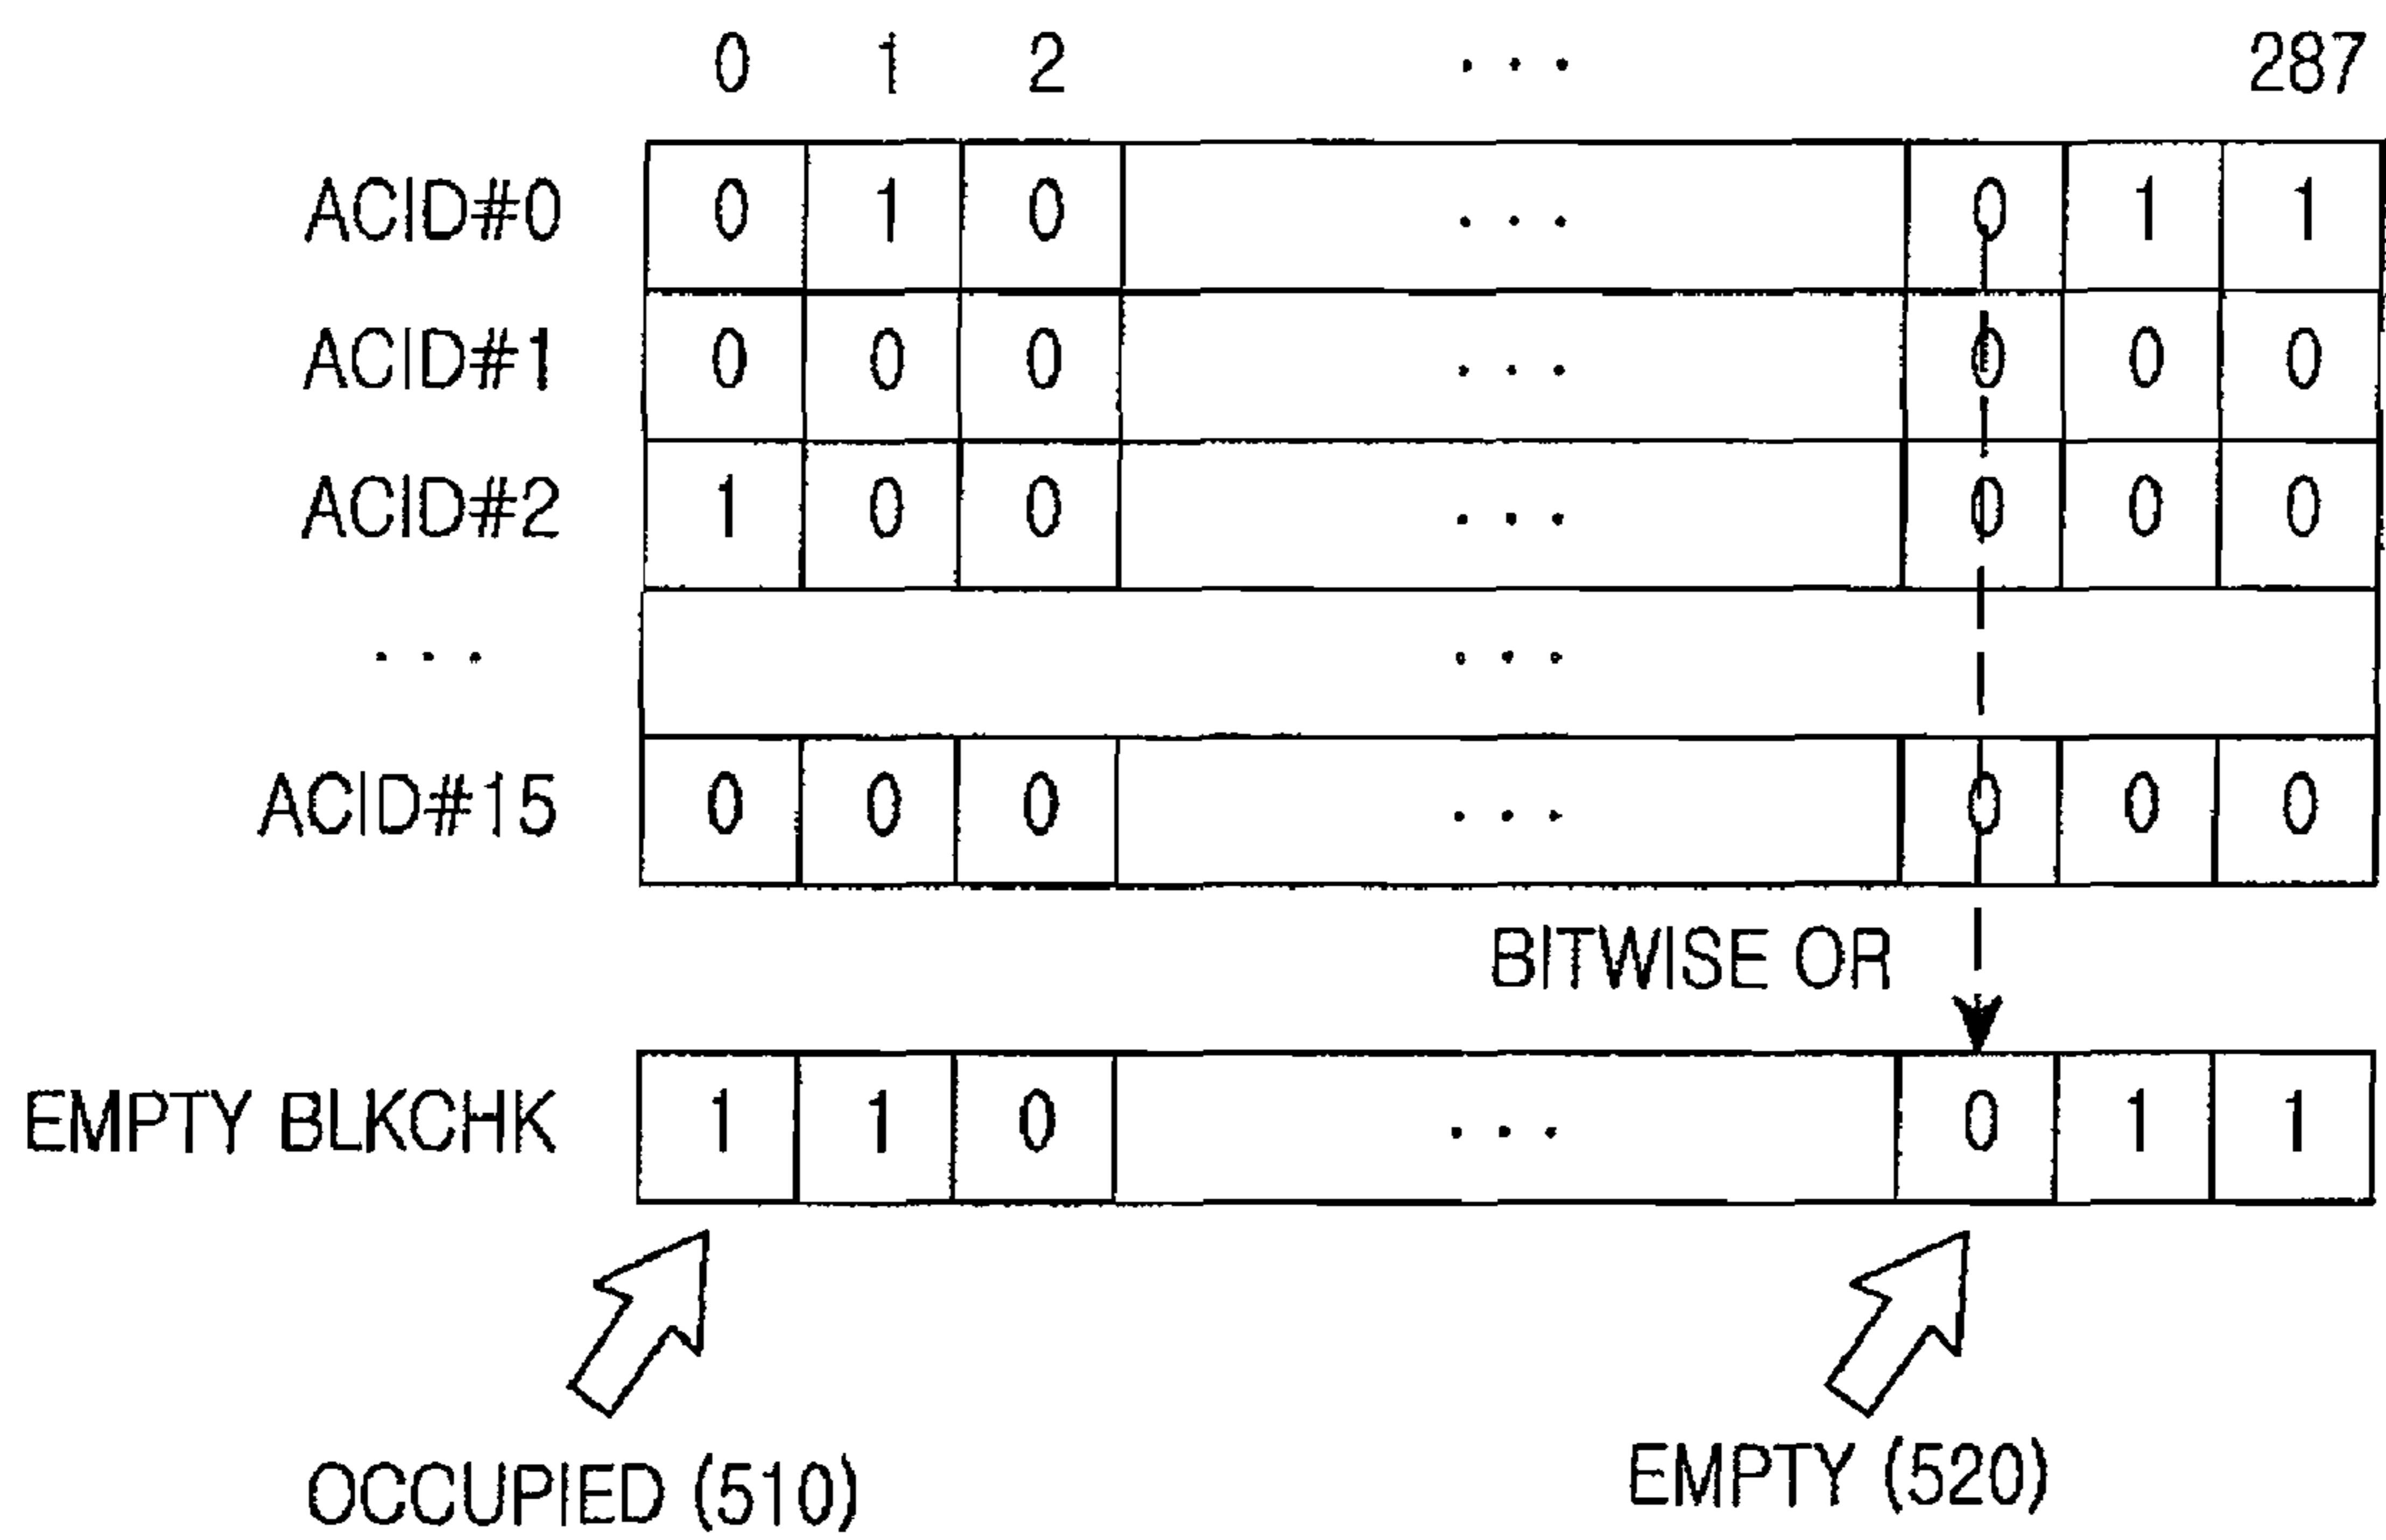 0 1 2 ... 287
ACID#0 0 1 0 ... 0 1 1
ACID#1 0 0 0 ... 0 0 0
ACID#2 1 0 0 ... 0 0 0
... ...
ACID#15 0 0 0 ... 0 0 0
BITWISE OR
EMPTY BLKCHK 1 1 0 ... 0 1 1
OCCUPIED (510) EMPTY (520)